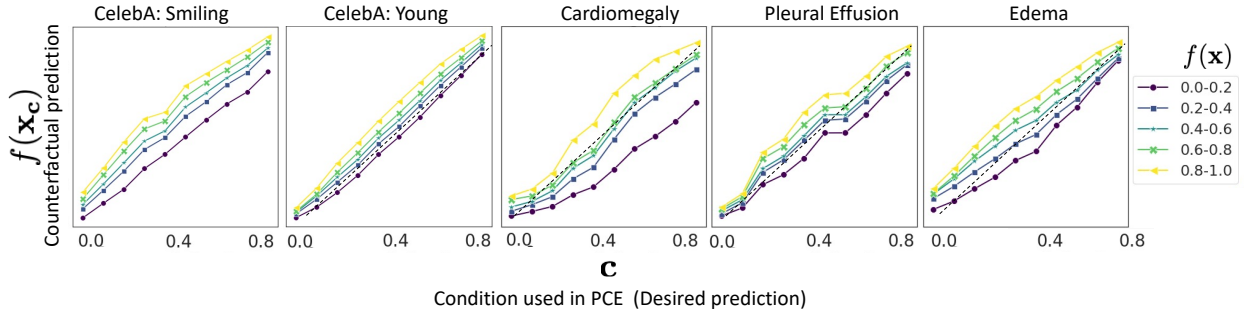 CelebA: Smiling
CelebA: Young
Cardiomegaly
Pleural Effusion
Edema
f(x_c)
Counterfactual prediction
f(x)
0.0-0.2
0.2-0.4
0.4-0.6
0.6-0.8
0.8-1.0
0.0 0.4 0.8
0.0 0.4 0.8
0.0 0.4 0.8
0.0 0.4 0.8
0.0 0.4 0.8
c
Condition used in PCE (Desired prediction)